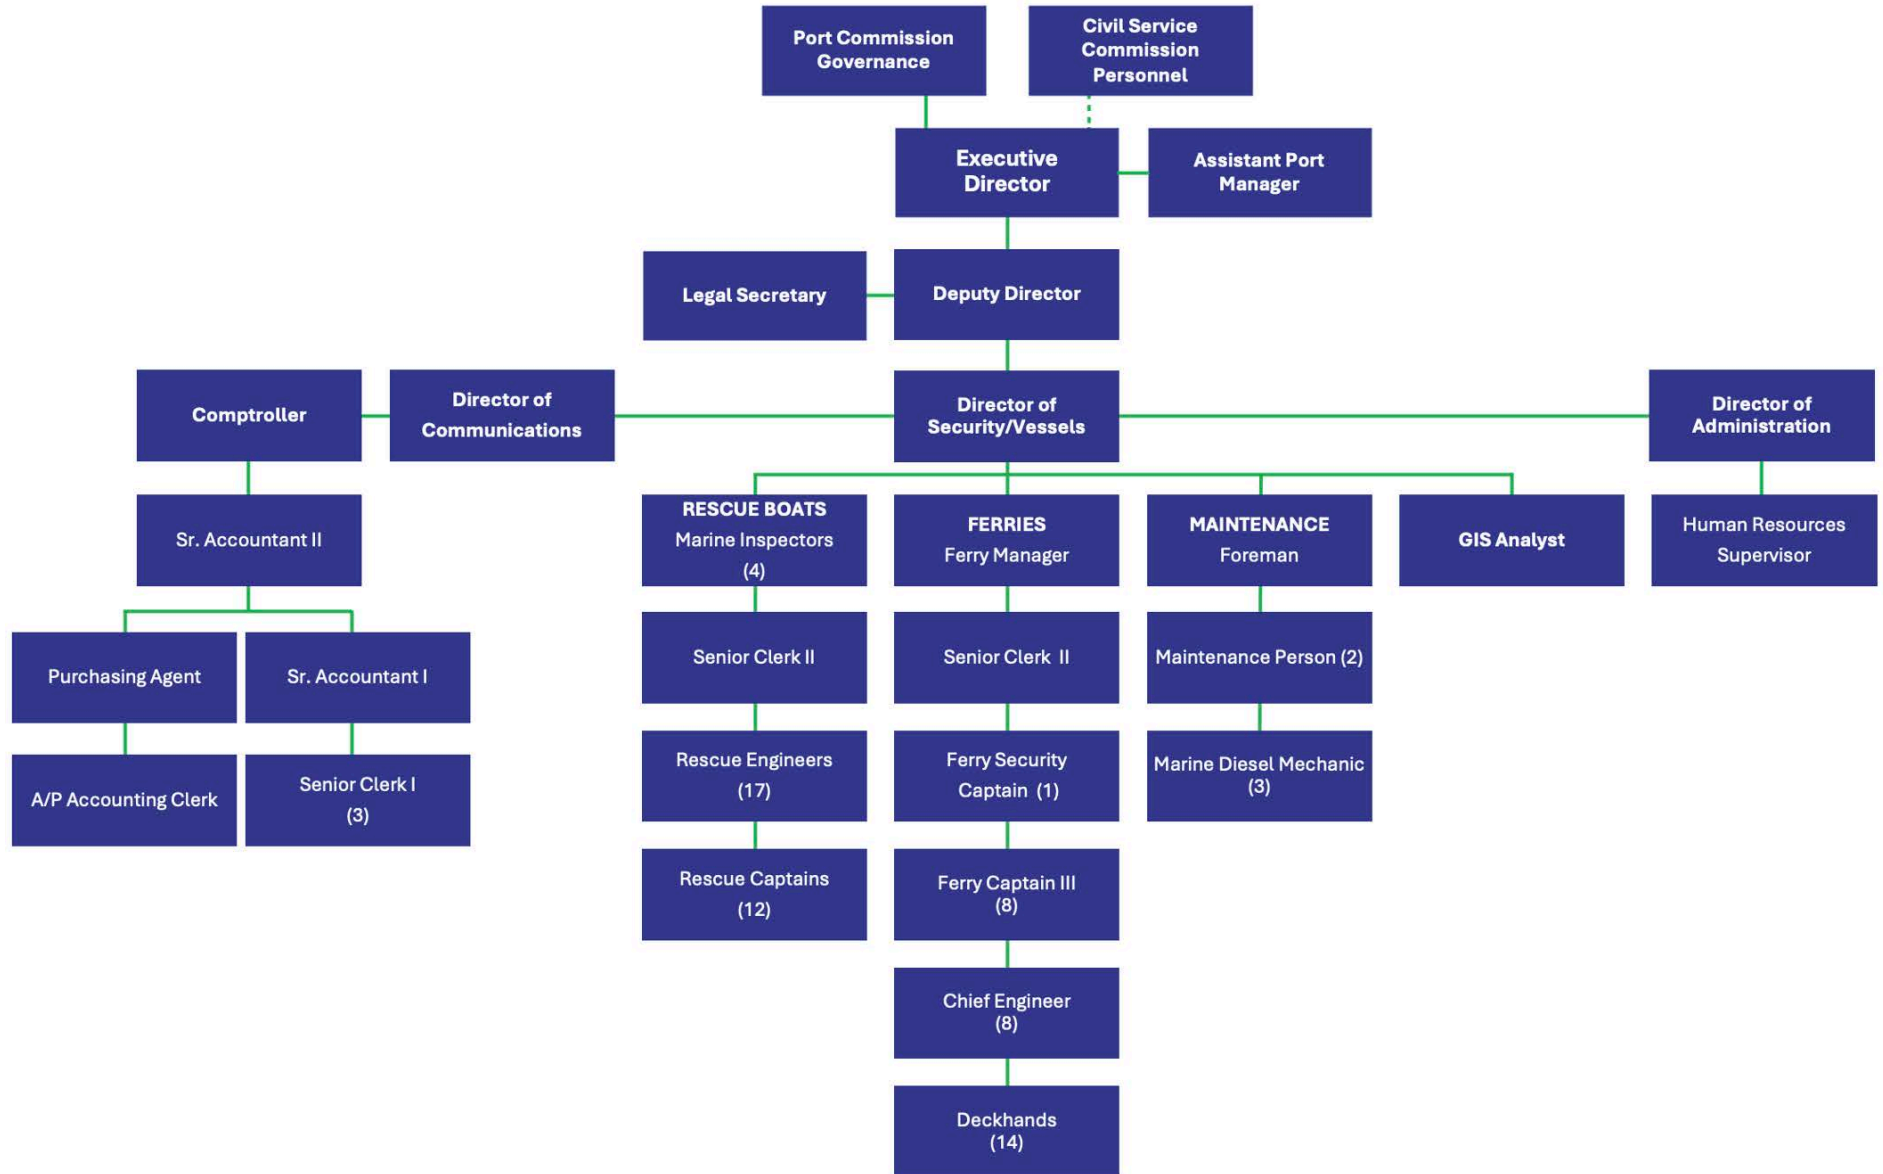 Port Commission
Governance
Civil Service
Commission
Personnel
Executive
Director
Assistant Port
Manager
Legal Secretary
Deputy Director
Comptroller
Director of
Communications
Director of
Security/Vessels
Director of
Administration
Sr. Accountant II
RESCUE BOATS
Marine Inspectors
(4)
FERRIES
Ferry Manager
MAINTENANCE
Foreman
GIS Analyst
Human Resources
Supervisor
Purchasing Agent
Sr. Accountant I
Senior Clerk II
Senior Clerk II
Maintenance Person (2)
A/P Accounting Clerk
Senior Clerk I
(3)
Rescue Engineers
(17)
Ferry Security
Captain (1)
Marine Diesel Mechanic
(3)
Rescue Captains
(12)
Ferry Captain III
(8)
Chief Engineer
(8)
Deckhands
(14)